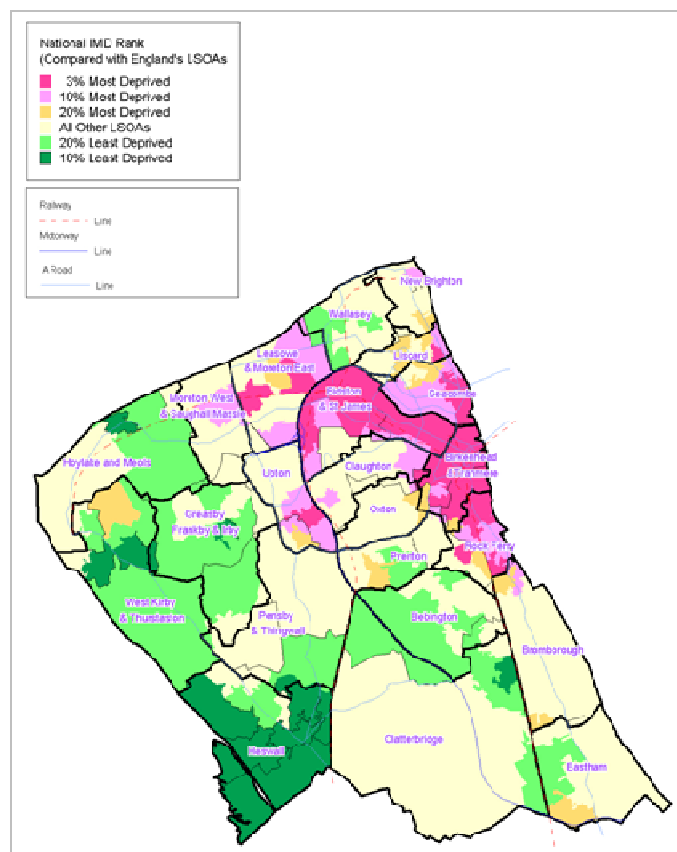 National IMD Rank
(Compared with England's LSOAs
3% Most Deprived
10% Most Deprived
20% Most Deprived
All Other LSOAs
20% Least Deprived
10% Least Deprived
Railway
Line
Motorway
Line
A Road
Line
New Brighton
Wallasey
Liscard
Leasowe
& Moreton East
Seacombe
Bidston
& St James
Moreton West
& Saughall Massie
Birkenhead
& Tranmere
Claughton
Upton
Hoylake and Meols
Oxton
Greasby
Frankby & Irby
Rock Ferry
Prenton
West Kirby
& Thurstaston
Pensby
& Thingwall
Bebington
Bromborough
Clatterbridge
Heswall
Eastham